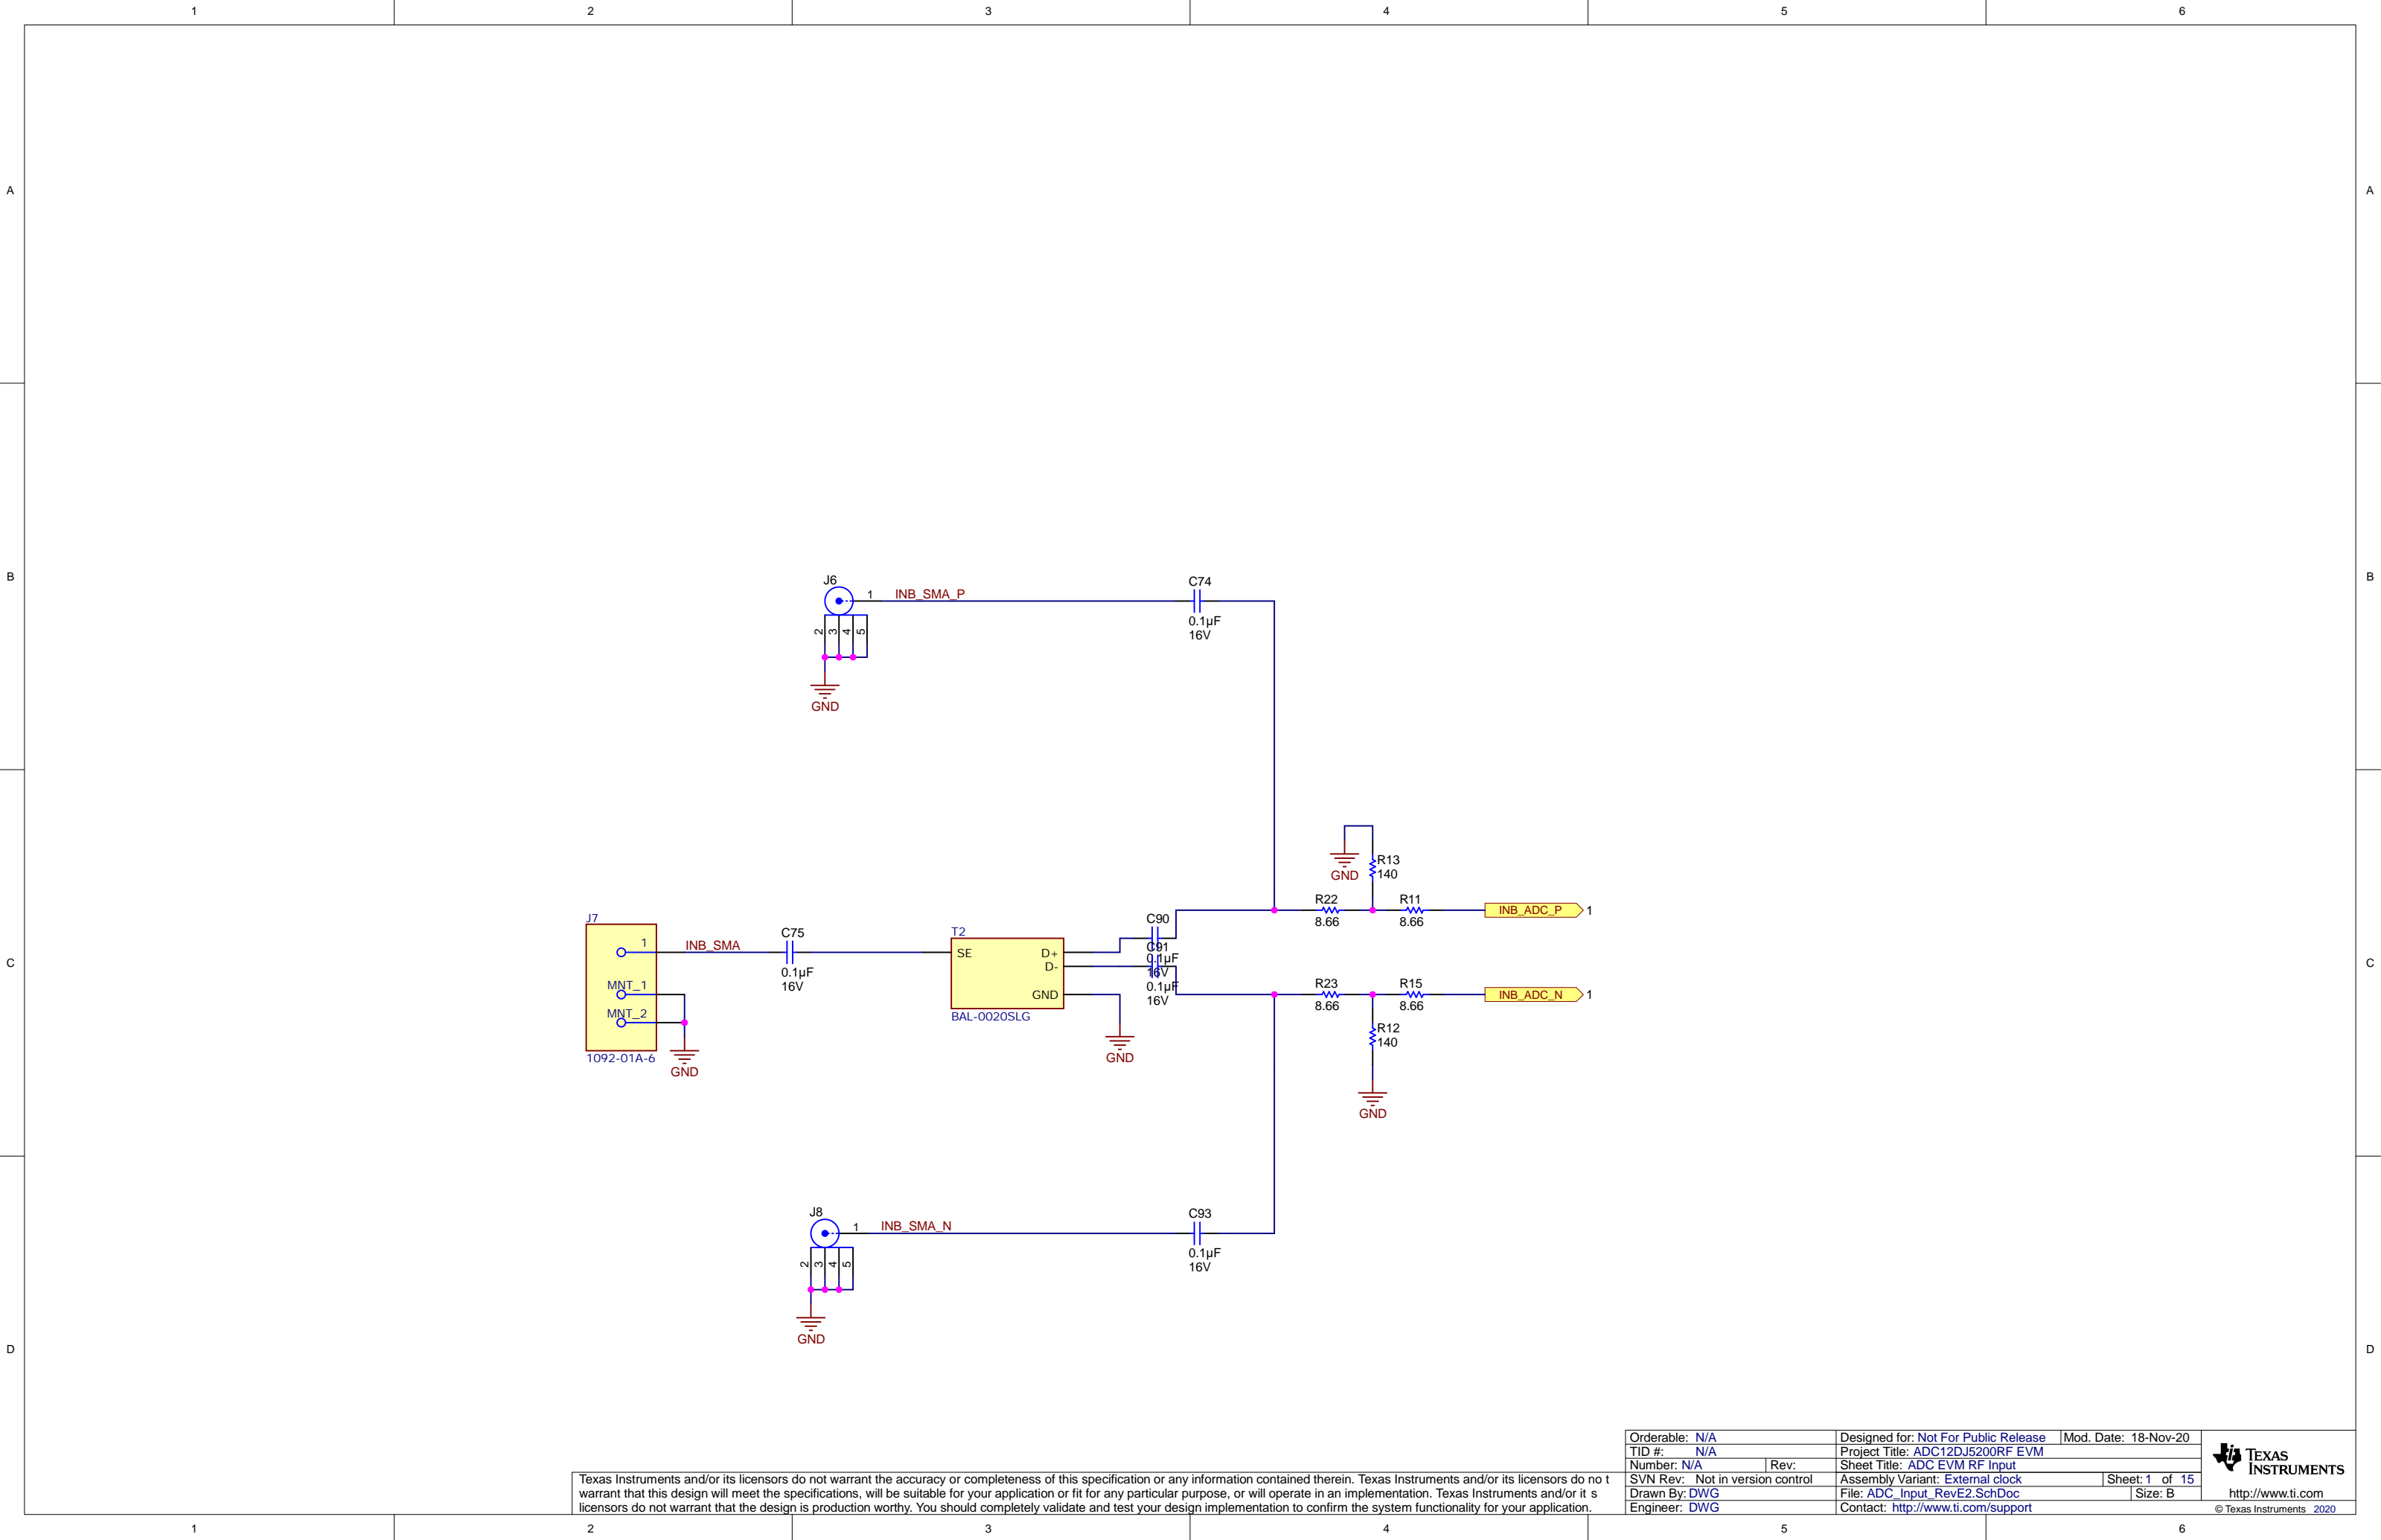 1 2 3 4 5 6
A A
B B
C C
D D
J6
1 INB_SMA_P
2 3 4 5
GND
C74
0.1µF
16V
R13
140
GND
R22
8.66
R11
8.66
INB_ADC_P 1
J7
1
MNT_1
MNT_2
1092-01A-6
INB_SMA
GND
C75
0.1µF
16V
T2
SE D+
D-
GND
BAL-0020SLG
GND
C90
0.1µF
16V
C91
0.1µF
16V
R23
8.66
R15
8.66
INB_ADC_N 1
R12
140
GND
J8
1 INB_SMA_N
2 3 4 5
GND
C93
0.1µF
16V
Texas Instruments and/or its licensors do not warrant the accuracy or completeness of this specification or any information contained therein. Texas Instruments and/or its licensors do no t
warrant that this design will meet the specifications, will be suitable for your application or fit for any particular purpose, or will operate in an implementation. Texas Instruments and/or it s
licensors do not warrant that the design is production worthy. You should completely validate and test your design implementation to confirm the system functionality for your application.
Orderable: N/A Designed for: Not For Public Release Mod. Date: 18-Nov-20
TID #: N/A Project Title: ADC12DJ5200RF EVM
Number: N/A Rev: Sheet Title: ADC EVM RF Input
SVN Rev: Not in version control Assembly Variant: External clock Sheet: 1 of 15
Drawn By: DWG File: ADC_Input_RevE2.SchDoc Size: B
Engineer: DWG Contact: http://www.ti.com/support
TEXAS
INSTRUMENTS
http://www.ti.com
© Texas Instruments 2020
1 2 3 4 5 6